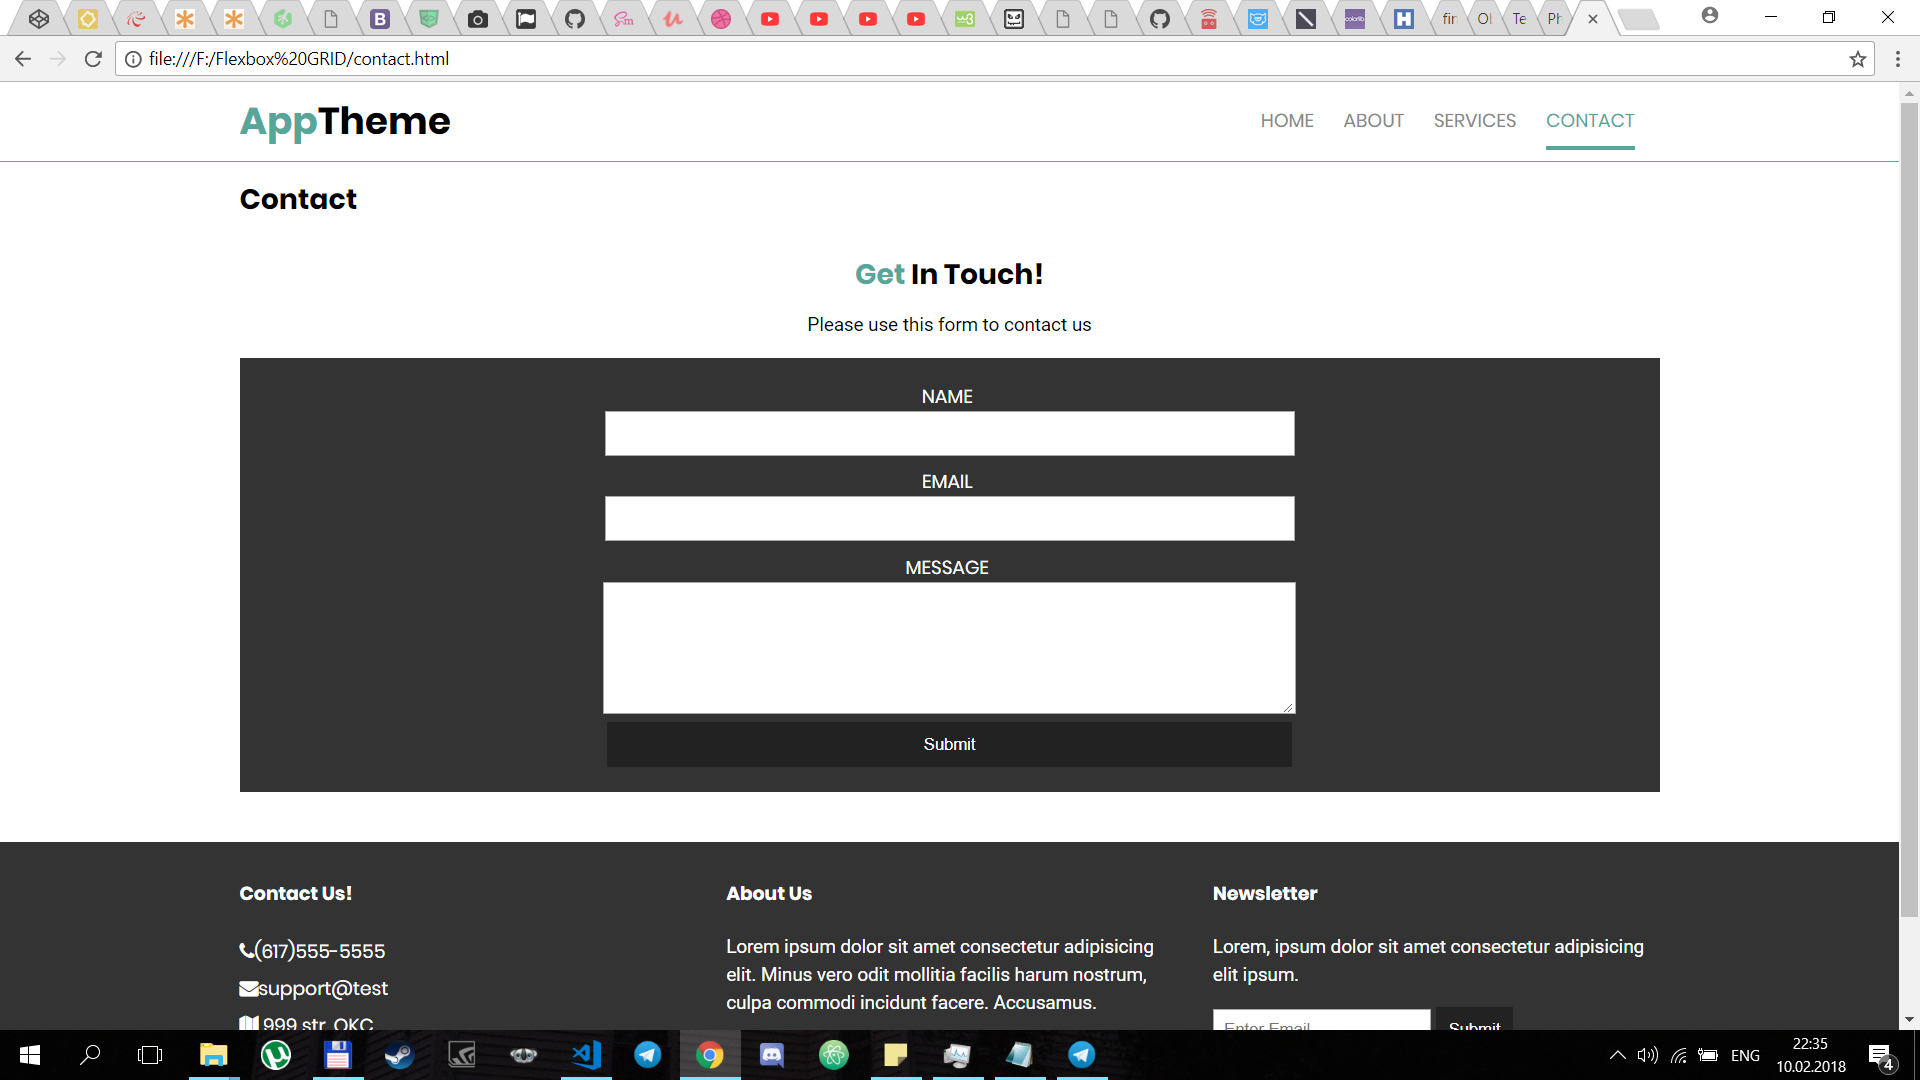 fin
Ol
Te
Ph
file:///F:/Flexbox%20GRID/contact.html
AppTheme
HOME ABOUT SERVICES CONTACT
Contact
Get In Touch!
Please use this form to contact us
NAME
EMAIL
MESSAGE
Submit
Contact Us!
(617)555-5555
support@test
999 str. OKC
About Us
Lorem ipsum dolor sit amet consectetur adipisicing
elit. Minus vero odit mollitia facilis harum nostrum,
culpa commodi incidunt facere. Accusamus.
Newsletter
Lorem, ipsum dolor sit amet consectetur adipisicing
elit ipsum.
Enter Email
Submit
ENG
22:35
10.02.2018
4